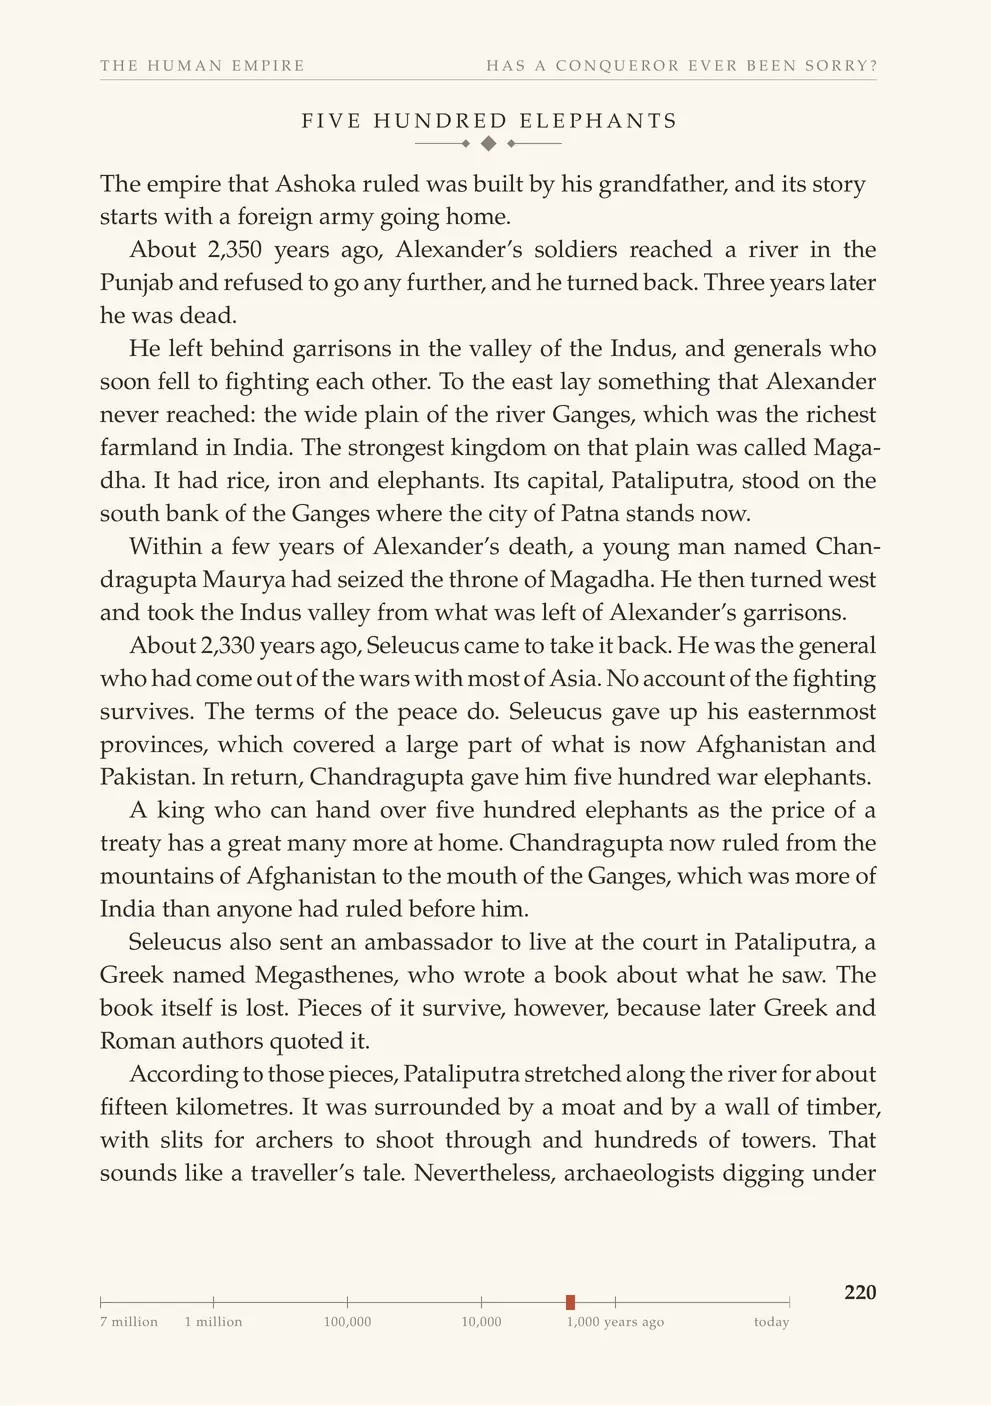 THE HUMAN EMPIRE
HAS A CONQUEROR EVER BEEN SORRY?
FIVE HUNDRED ELEPHANTS
The empire that Ashoka ruled was built by his grandfather, and its story
starts with a foreign army going home.
About 2,350 years ago, Alexander’s soldiers reached a river in the
Punjab and refused to go any further, and he turned back. Three years later
he was dead.
He left behind garrisons in the valley of the Indus, and generals who
soon fell to fighting each other. To the east lay something that Alexander
never reached: the wide plain of the river Ganges, which was the richest
farmland in India. The strongest kingdom on that plain was called Maga-
dha. It had rice, iron and elephants. Its capital, Pataliputra, stood on the
south bank of the Ganges where the city of Patna stands now.
Within a few years of Alexander’s death, a young man named Chan-
dragupta Maurya had seized the throne of Magadha. He then turned west
and took the Indus valley from what was left of Alexander’s garrisons.
About 2,330 years ago, Seleucus came to take it back. He was the general
who had come out of the wars with most of Asia. No account of the fighting
survives. The terms of the peace do. Seleucus gave up his easternmost
provinces, which covered a large part of what is now Afghanistan and
Pakistan. In return, Chandragupta gave him five hundred war elephants.
A king who can hand over five hundred elephants as the price of a
treaty has a great many more at home. Chandragupta now ruled from the
mountains of Afghanistan to the mouth of the Ganges, which was more of
India than anyone had ruled before him.
Seleucus also sent an ambassador to live at the court in Pataliputra, a
Greek named Megasthenes, who wrote a book about what he saw. The
book itself is lost. Pieces of it survive, however, because later Greek and
Roman authors quoted it.
According to those pieces, Pataliputra stretched along the river for about
fifteen kilometres. It was surrounded by a moat and by a wall of timber,
with slits for archers to shoot through and hundreds of towers. That
sounds like a traveller’s tale. Nevertheless, archaeologists digging under
220
7 million
1 million
100,000
10,000
1,000 years ago
today